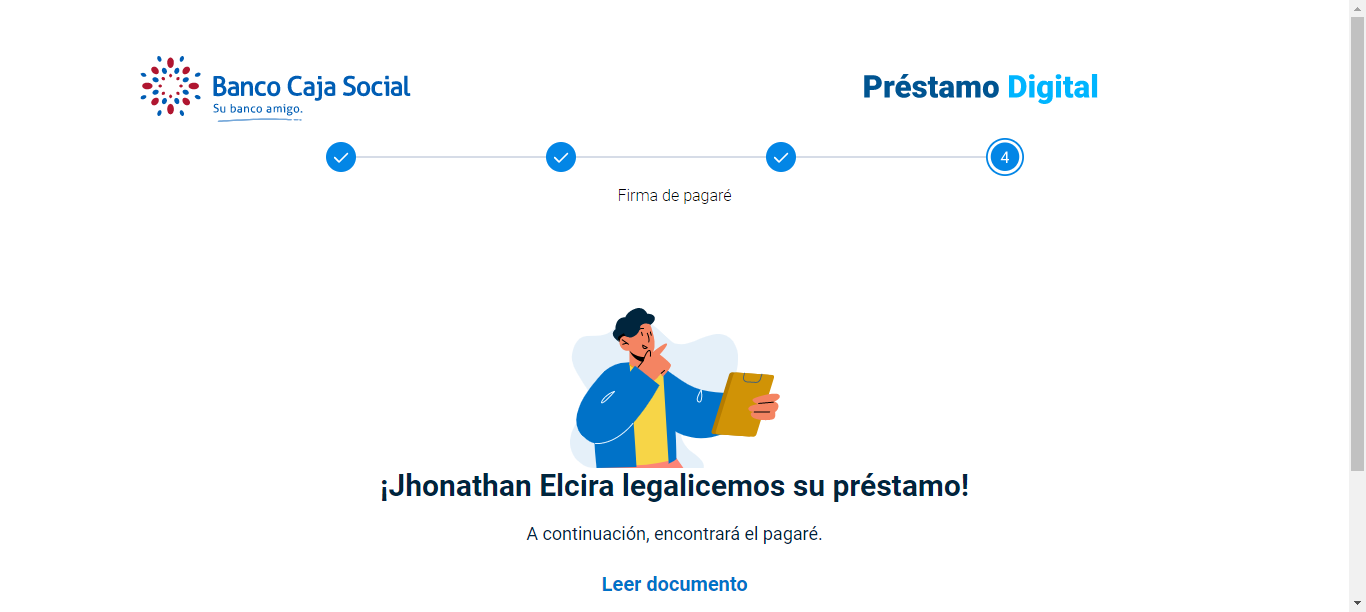 Banco Caja Social
Su banco amigo.
Préstamo Digital
4
Firma de pagaré
¡Jhonathan Elcira legalicemos su préstamo!
A continuación, encontrará el pagaré.
Leer documento